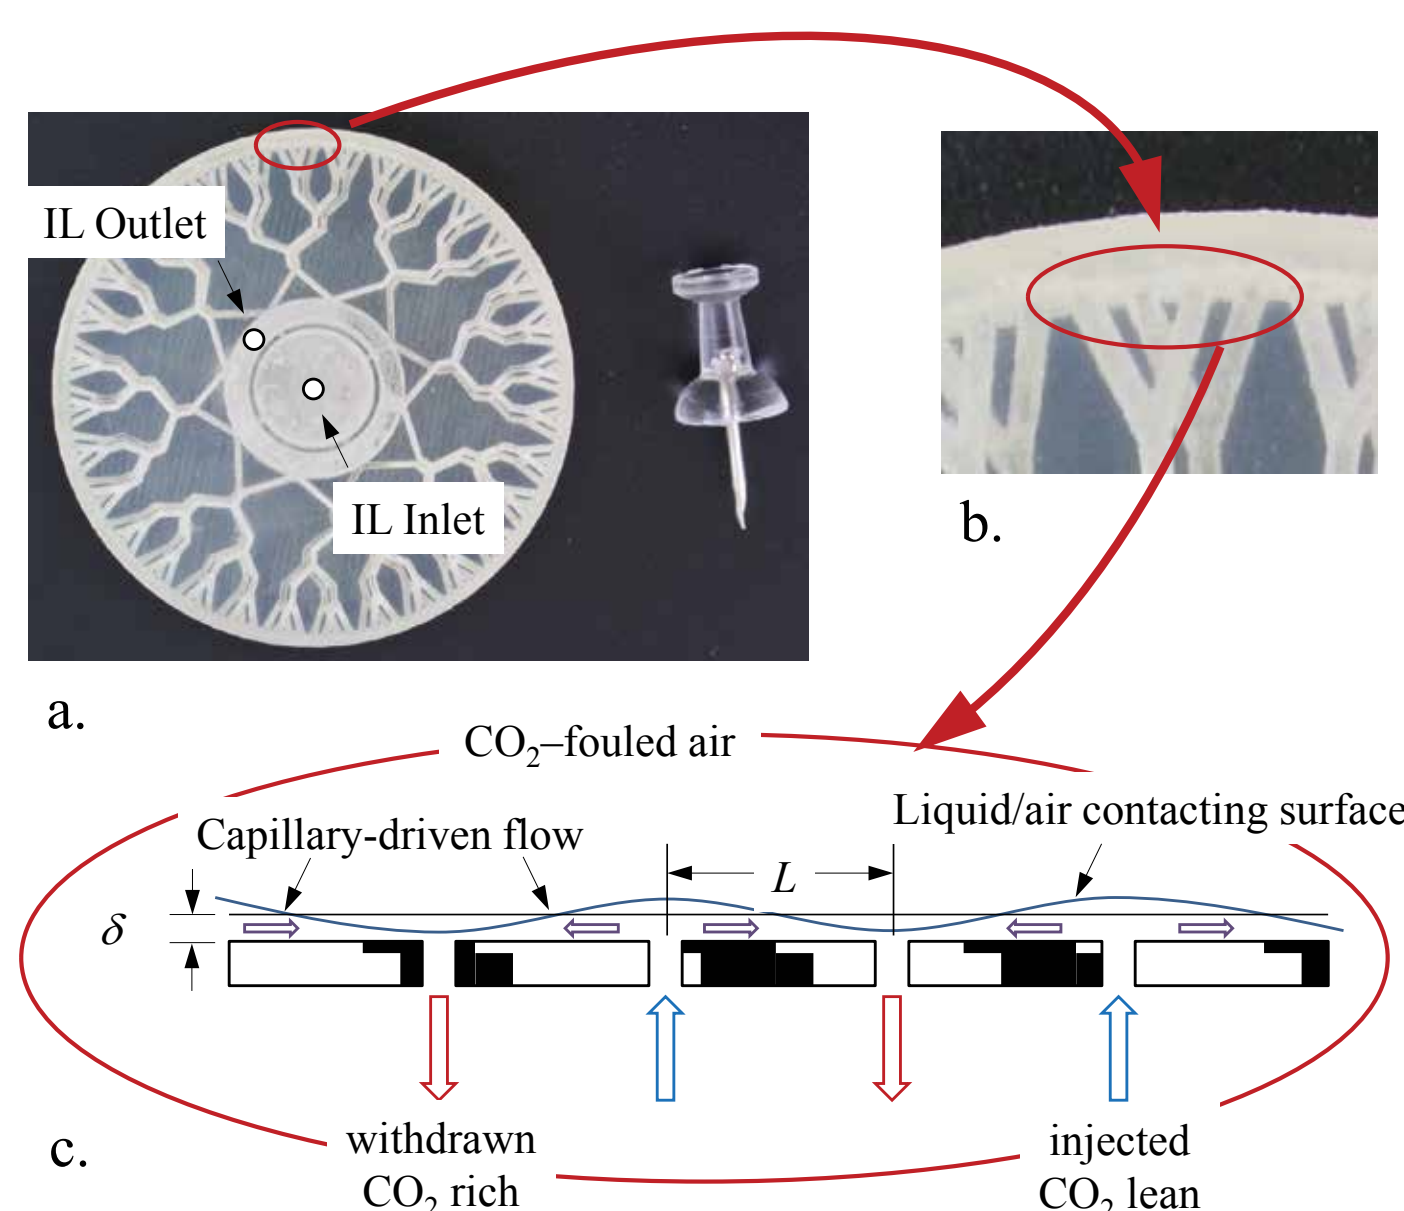 IL Outlet
IL Inlet
a.
b.
CO₂–fouled air
Capillary-driven flow
Liquid/air contacting surface
L
δ
withdrawn
CO₂ rich
injected
CO₂ lean
c.